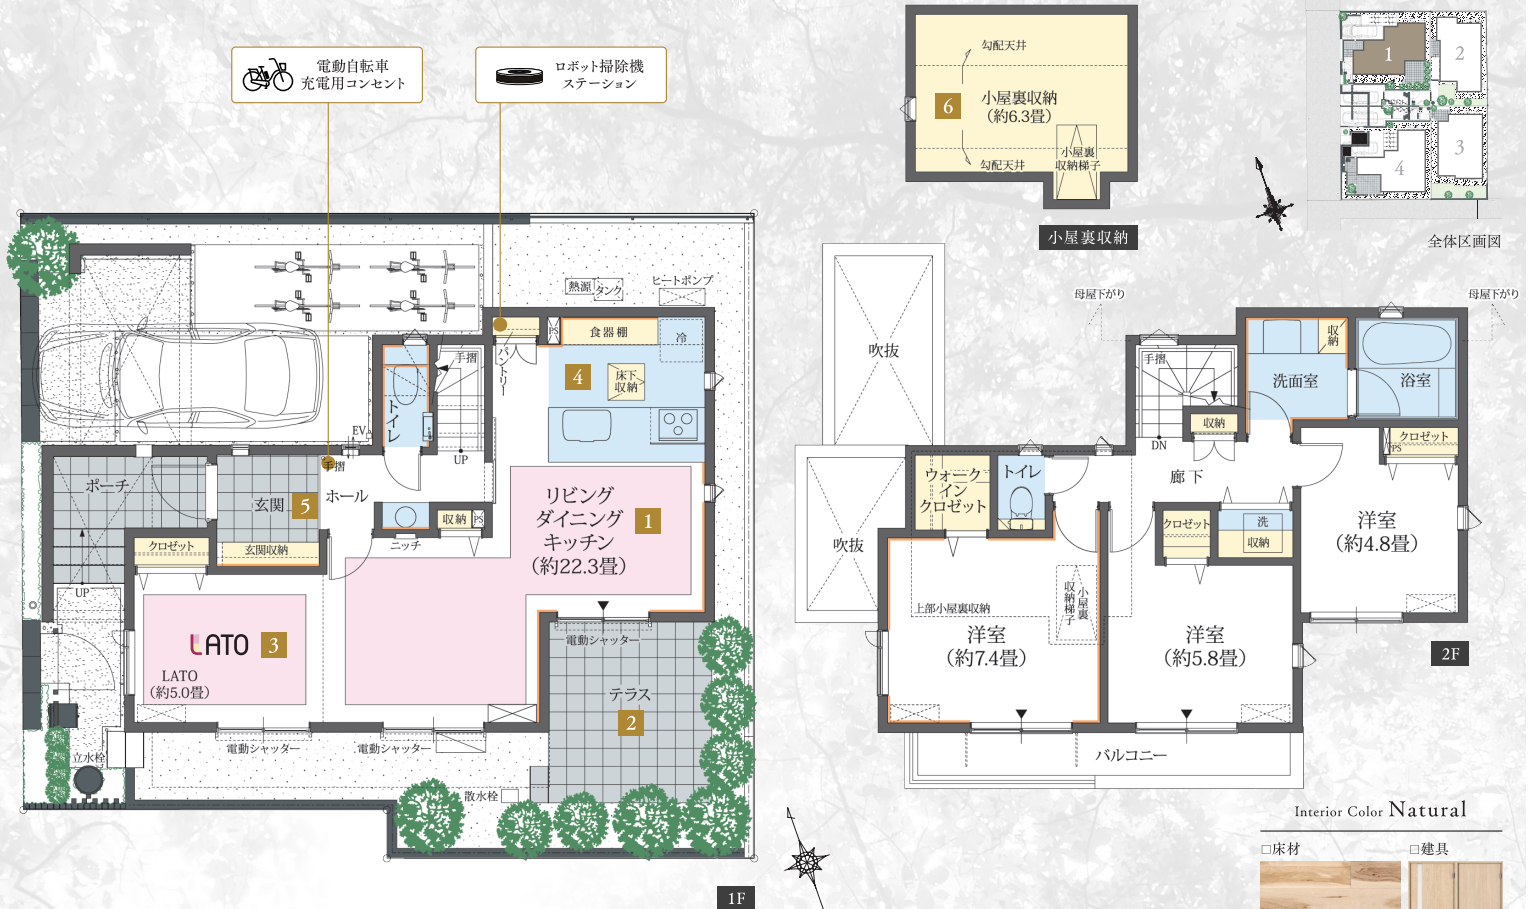 電動自転車
充電用コンセント
ロボット掃除機
ステーション
勾配天井
6
小屋裏収納
(約6.3畳)
小屋裏
収納梯子
勾配天井
小屋裏収納
1
2
3
4
全体区画図
熱源
タンク
ヒートポンプ
パントリー
PS
食器棚
冷
手摺
4
床下
収納
トイレ
UP
EV
手摺
ポーチ
玄関
5
ホール
玄関収納
クロゼット
UP
ニッチ
収納
PS
リビング
ダイニング
キッチン
(約22.3畳)
1
LATO
3
LATO
(約5.0畳)
電動シャッター
テラス
2
電動シャッター
電動シャッター
立水栓
散水栓
1F
母屋下がり
母屋下がり
吹抜
吹抜
手摺
DN
収納
収納
洗面室
浴室
廊下
PS
クロゼット
ウォーク
イン
クロゼット
トイレ
クロゼット
洗
収納
洋室
(約4.8畳)
上部小屋裏収納
小屋裏
収納梯子
洋室
(約7.4畳)
洋室
(約5.8畳)
バルコニー
2F
Interior Color Natural
□床材
□建具